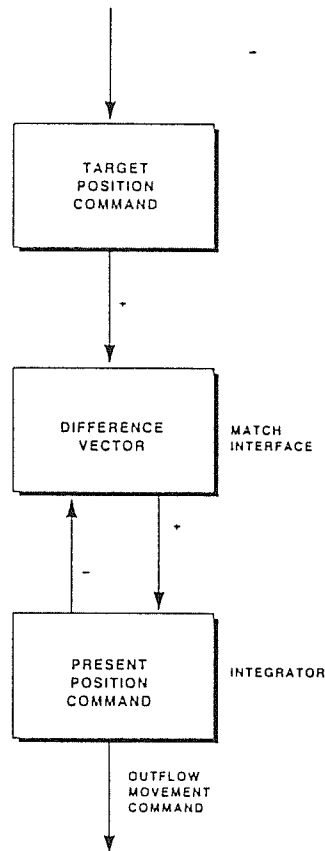 -
TARGET
POSITION
COMMAND
+
DIFFERENCE
VECTOR
MATCH
INTERFACE
-
+
PRESENT
POSITION
COMMAND
INTEGRATOR
OUTFLOW
MOVEMENT
COMMAND